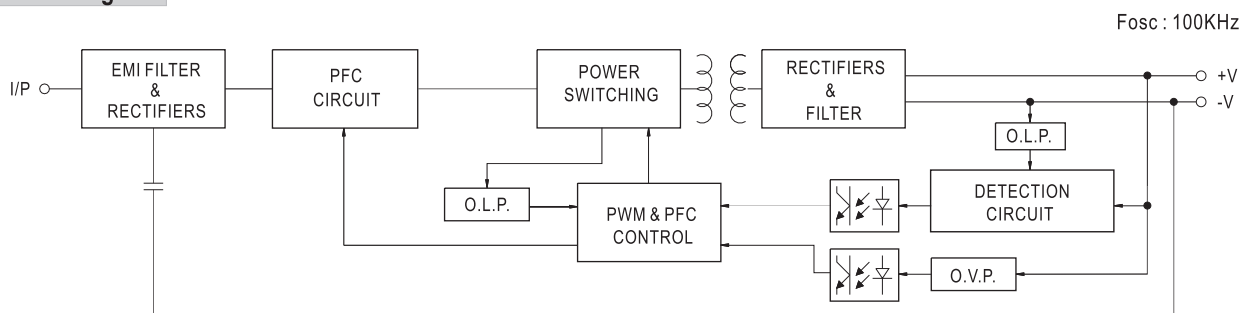 Fosc : 100KHz
I/P
EMI FILTER
&
RECTIFIERS
PFC
CIRCUIT
POWER
SWITCHING
RECTIFIERS
&
FILTER
+V
-V
O.L.P.
O.L.P.
PWM & PFC
CONTROL
DETECTION
CIRCUIT
O.V.P.